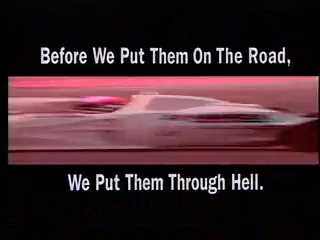 Before We Put Them On The Road,
We Put Them Through Hell.